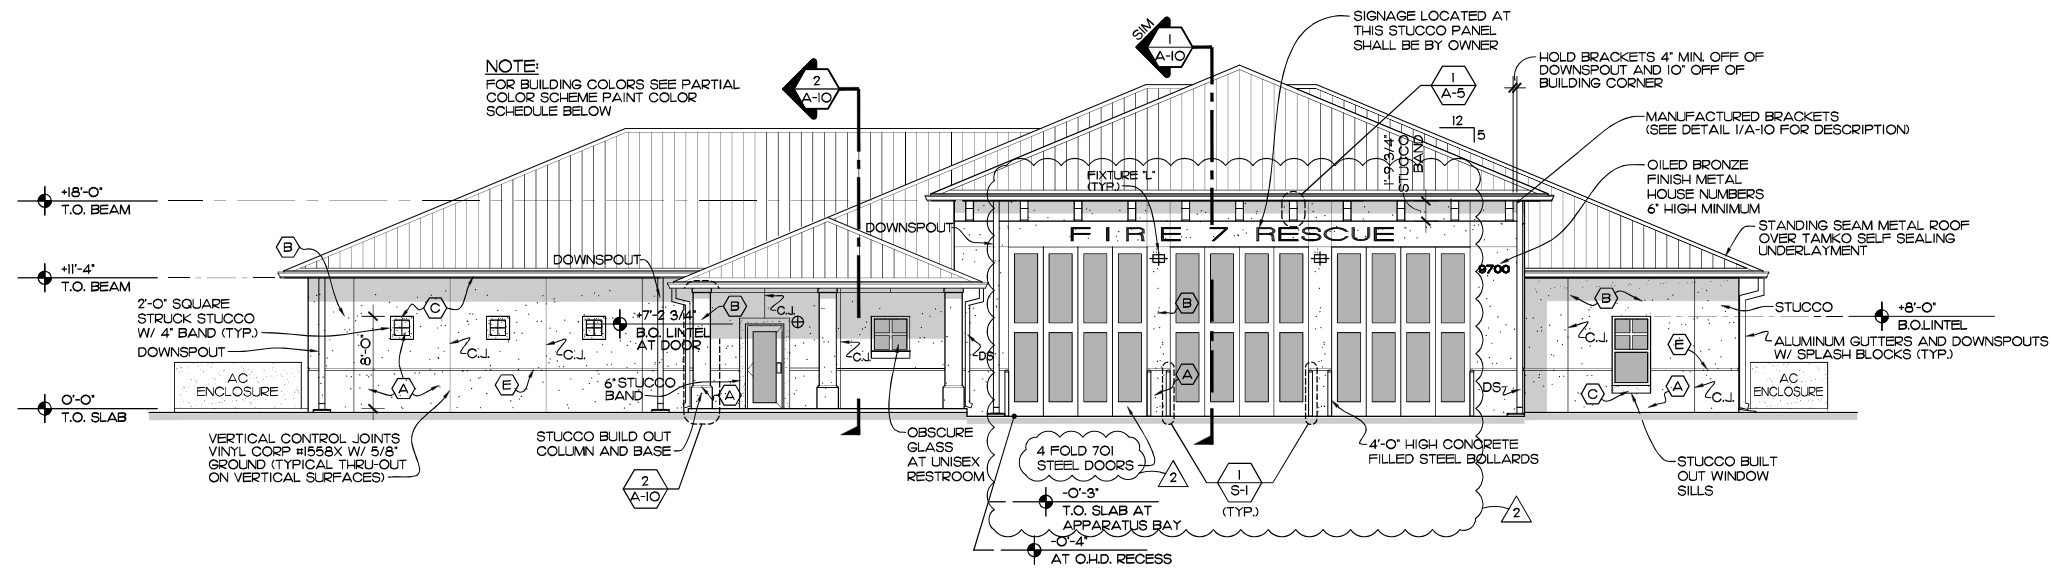 NOTE:
FOR BUILDING COLORS SEE PARTIAL
COLOR SCHEME PAINT COLOR
SCHEDULE BELOW
2
A-10
SIM
1
A-10
SIGNAGE LOCATED AT
THIS STUCCO PANEL
SHALL BE BY OWNER
1
A-5
HOLD BRACKETS 4" MIN. OFF OF
DOWNSPOUT AND 10" OFF OF
BUILDING CORNER
12
5
MANUFACTURED BRACKETS
(SEE DETAIL 1/A-10 FOR DESCRIPTION)
1'-9 3/4"
STUCCO
BAND
OILED BRONZE
FINISH METAL
HOUSE NUMBERS
6" HIGH MINIMUM
STANDING SEAM METAL ROOF
OVER TAMKO SELF SEALING
UNDERLAYMENT
+18'-0"
T.O. BEAM
+11'-4"
T.O. BEAM
FIXTURE "L"
(TYP.)
DOWNSPOUT
FIRE 7 RESCUE
9700
B
DOWNSPOUT
2'-0" SQUARE
STRUCK STUCCO
W/ 4" BAND (TYP.)
DOWNSPOUT
C
8'-0"
C.J.
C.J.
A
E
+7'-2 3/4"
B.O. LINTEL
AT DOOR
B
C.J.
C.J.
DS
6" STUCCO
BAND
A
B
A
B
STUCCO
+8'-0"
B.O.LINTEL
C.J.
E
ALUMINUM GUTTERS AND DOWNSPOUTS
W/ SPLASH BLOCKS (TYP.)
DS
C
A
C.J.
AC
ENCLOSURE
AC
ENCLOSURE
0'-0"
T.O. SLAB
VERTICAL CONTROL JOINTS
VINYL CORP #1558X W/ 5/8"
GROUND (TYPICAL THRU-OUT
ON VERTICAL SURFACES)
STUCCO BUILD OUT
COLUMN AND BASE
2
A-10
OBSCURE
GLASS
AT UNISEX
RESTROOM
4 FOLD 701
STEEL DOORS
2
1
S-1
(TYP.)
4'-0" HIGH CONCRETE
FILLED STEEL BOLLARDS
STUCCO BUILT
OUT WINDOW
SILLS
-0'-3"
T.O. SLAB AT
APPARATUS BAY
2
-0'-4"
AT O.H.D. RECESS